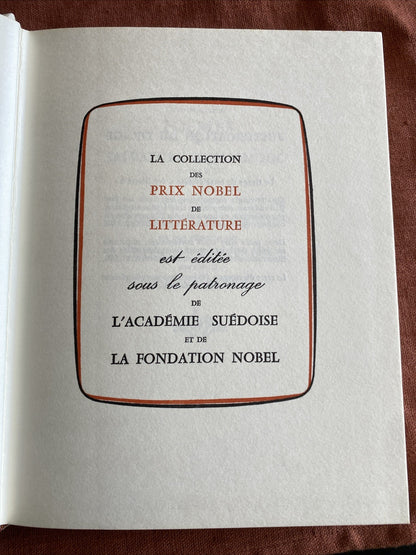 LA COLLECTION
DES
PRIX NOBEL
DE
LITTÉRATURE
est éditée
sous le patronage
DE
L'ACADÉMIE SUÉDOISE
ET DE
LA FONDATION NOBEL